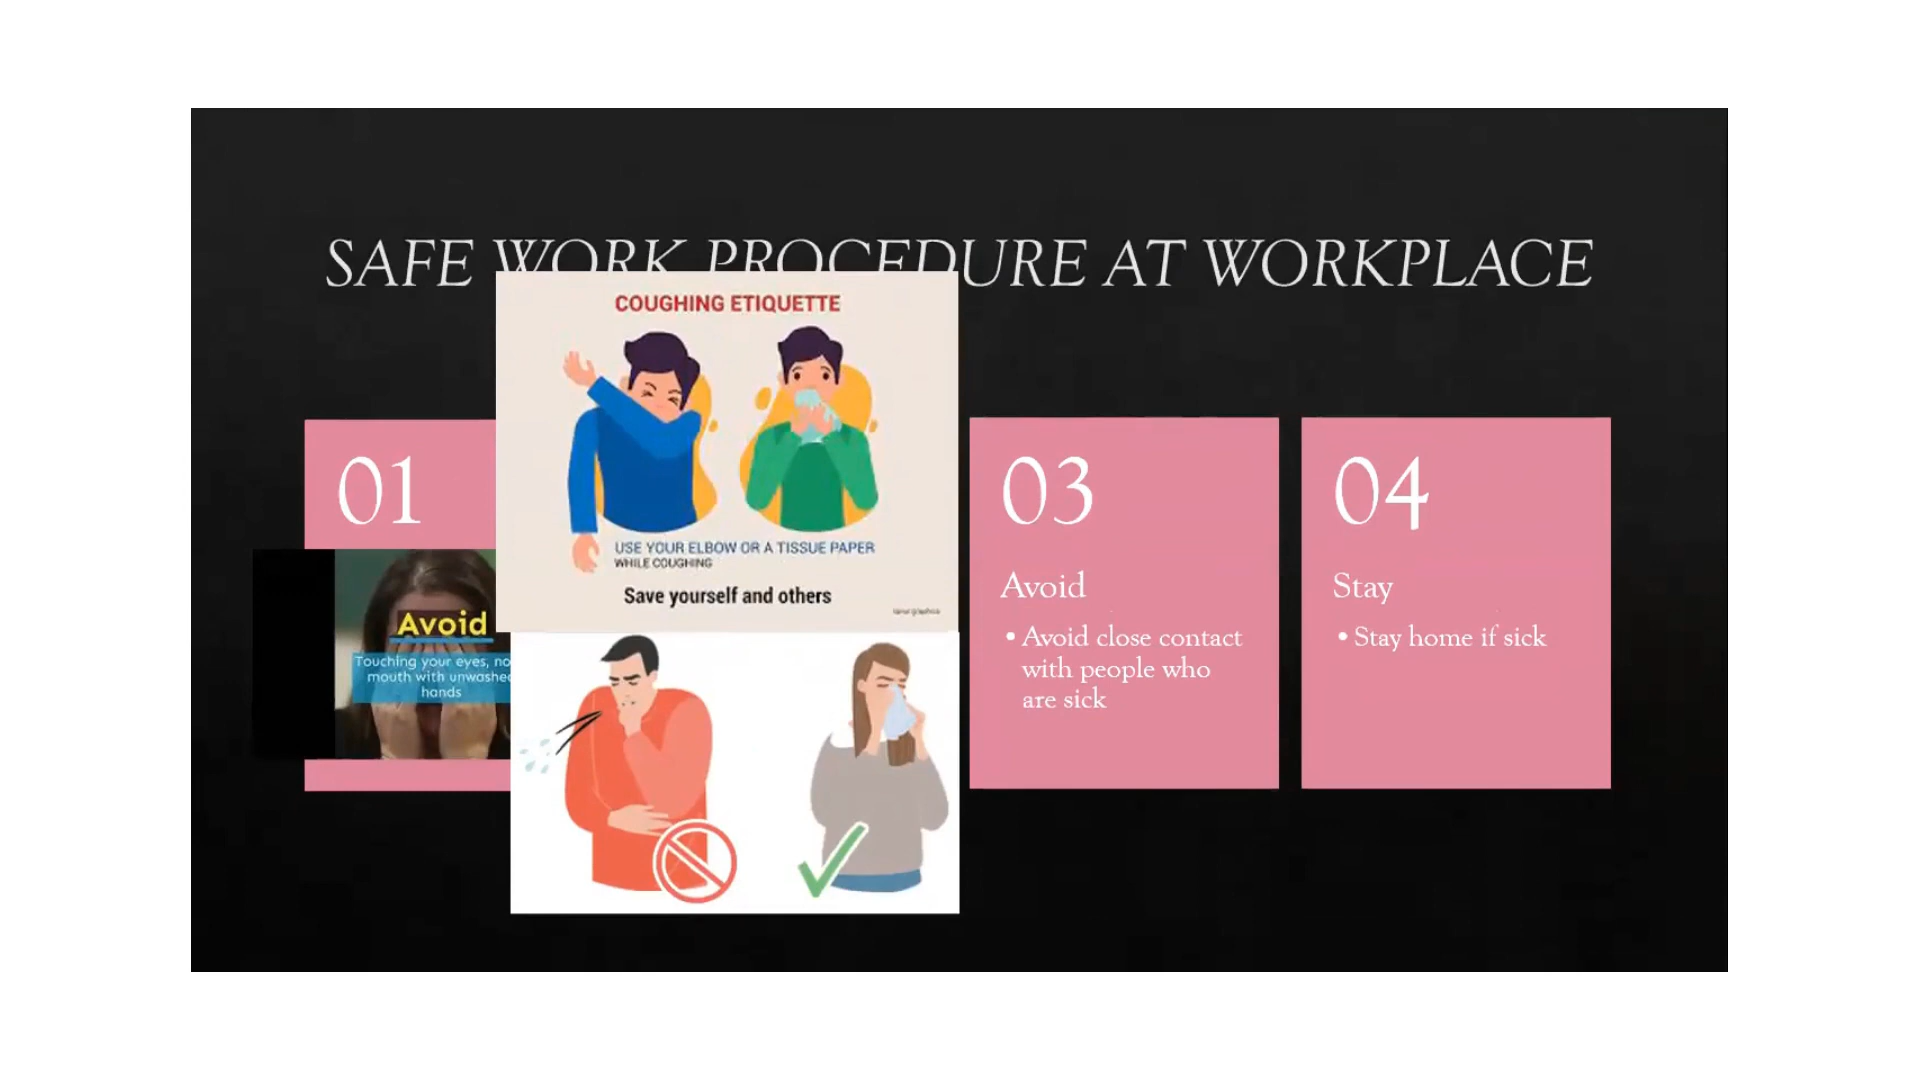 SAFE WORK PROCEDURE AT WORKPLACE
01
Avoid
Touching your eyes, no
mouth with unwashed
hands
COUGHING ETIQUETTE
USE YOUR ELBOW OR A TISSUE PAPER
WHILE COUGHING
Save yourself and others
03
Avoid
• Avoid close contact
with people who
are sick
04
Stay
• Stay home if sick